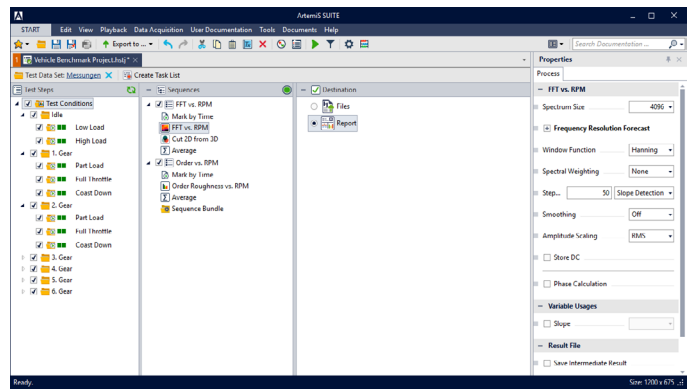 ArtemiS SUITE
START Edit View Playback Data Acquisition User Documentation Tools Documents Help
Export to ... Search Documentation ...
1 Vehicle Benchmark Project.hslj* Properties
Test Data Set: Messungen Create Task List Process
Test Steps Sequences Destination FFT vs. RPM
Test Conditions FFT vs. RPM Files Spectrum Size 4096
Idle Mark by Time Report
Low Load FFT vs. RPM Frequency Resolution Forecast
High Load Cut 2D from 3D
1. Gear Average Window Function Hanning
Part Load Order vs. RPM Spectral Weighting None
Full Throttle Mark by Time
Coast Down Order Roughness vs. RPM Step... 50 Slope Detection
2. Gear Average
Part Load Sequence Bundle Smoothing Off
Full Throttle Amplitude Scaling RMS
Coast Down
3. Gear Store DC
4. Gear
5. Gear Phase Calculation
6. Gear
Variable Usages
Slope
Result File
Save Intermediate Result
Ready. Size: 1200 x 675